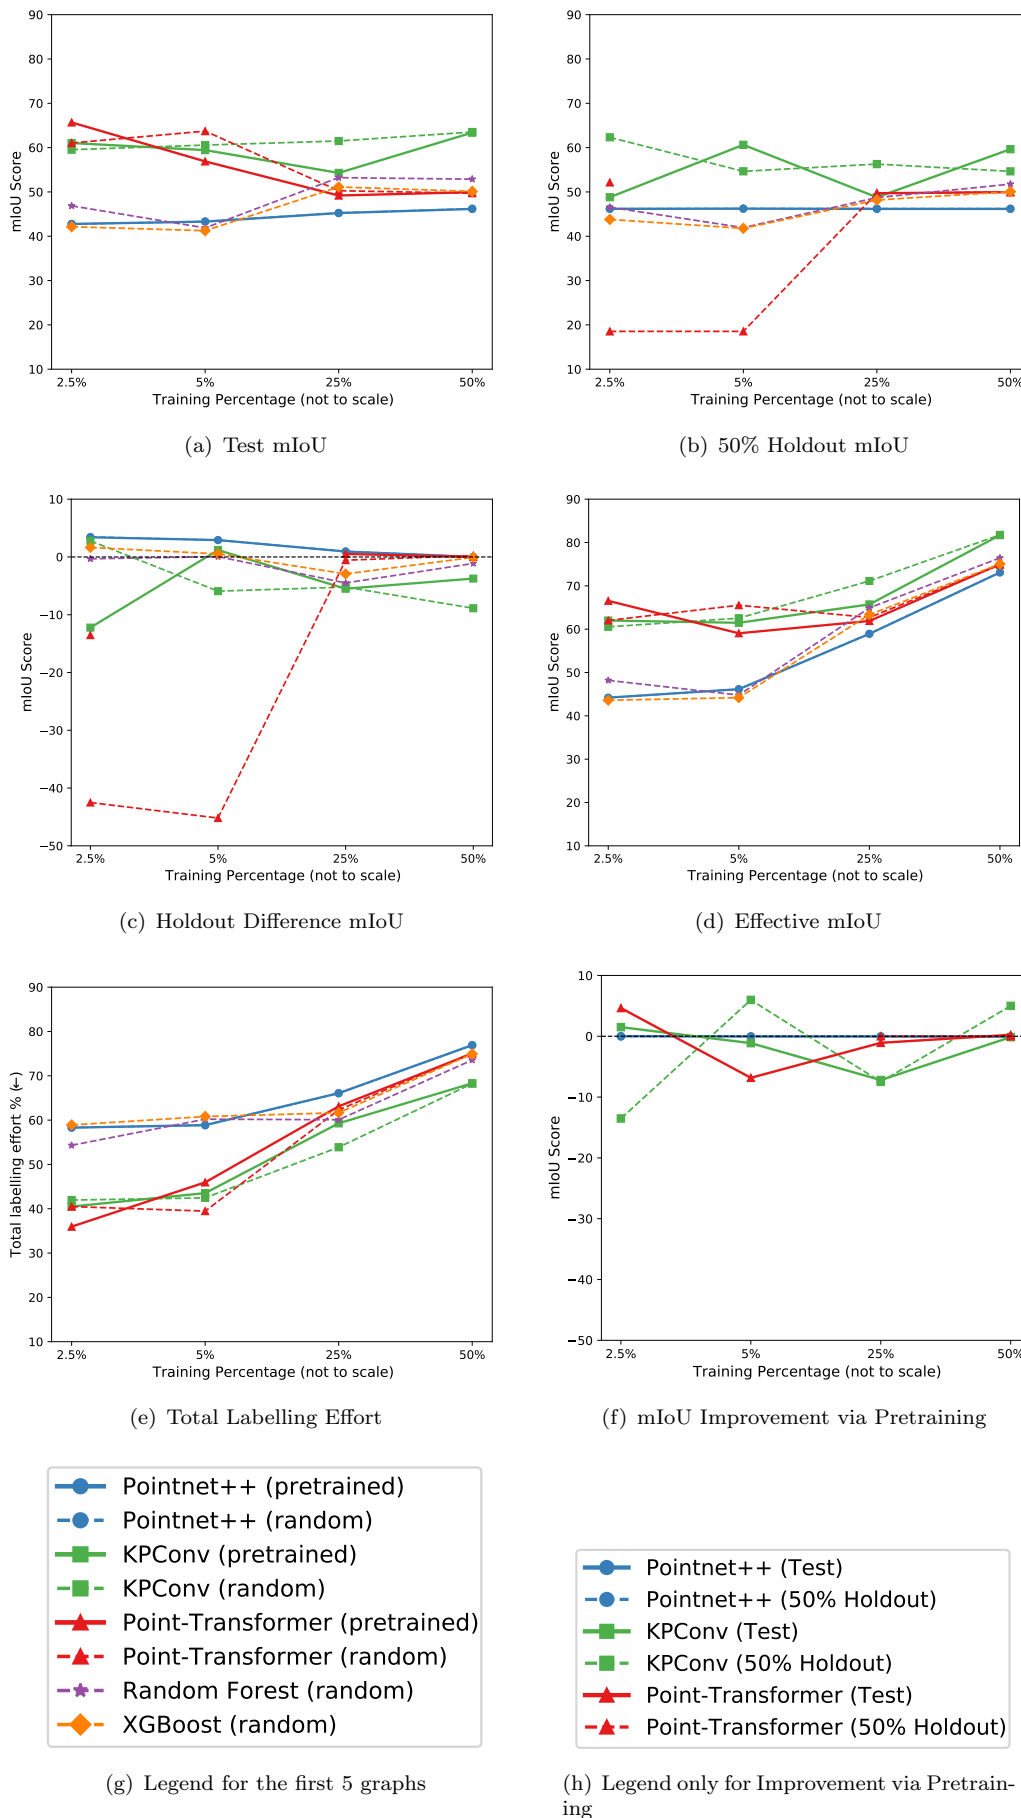 90
80
70
60
50
40
30
20
10
mIoU Score
2.5%
5%
25%
50%
Training Percentage (not to scale)
(a) Test mIoU
90
80
70
60
50
40
30
20
10
mIoU Score
2.5%
5%
25%
50%
Training Percentage (not to scale)
(b) 50% Holdout mIoU
10
0
−10
−20
−30
−40
−50
mIoU Score
2.5%
5%
25%
50%
Training Percentage (not to scale)
(c) Holdout Difference mIoU
90
80
70
60
50
40
30
20
10
mIoU Score
2.5%
5%
25%
50%
Training Percentage (not to scale)
(d) Effective mIoU
90
80
70
60
50
40
30
20
10
Total labelling effort % (←)
2.5%
5%
25%
50%
Training Percentage (not to scale)
(e) Total Labelling Effort
10
0
−10
−20
−30
−40
−50
mIoU Score
2.5%
5%
25%
50%
Training Percentage (not to scale)
(f) mIoU Improvement via Pretraining
Pointnet++ (pretrained)
Pointnet++ (random)
KPConv (pretrained)
KPConv (random)
Point-Transformer (pretrained)
Point-Transformer (random)
Random Forest (random)
XGBoost (random)
(g) Legend for the first 5 graphs
Pointnet++ (Test)
Pointnet++ (50% Holdout)
KPConv (Test)
KPConv (50% Holdout)
Point-Transformer (Test)
Point-Transformer (50% Holdout)
(h) Legend only for Improvement via Pretrain-
ing